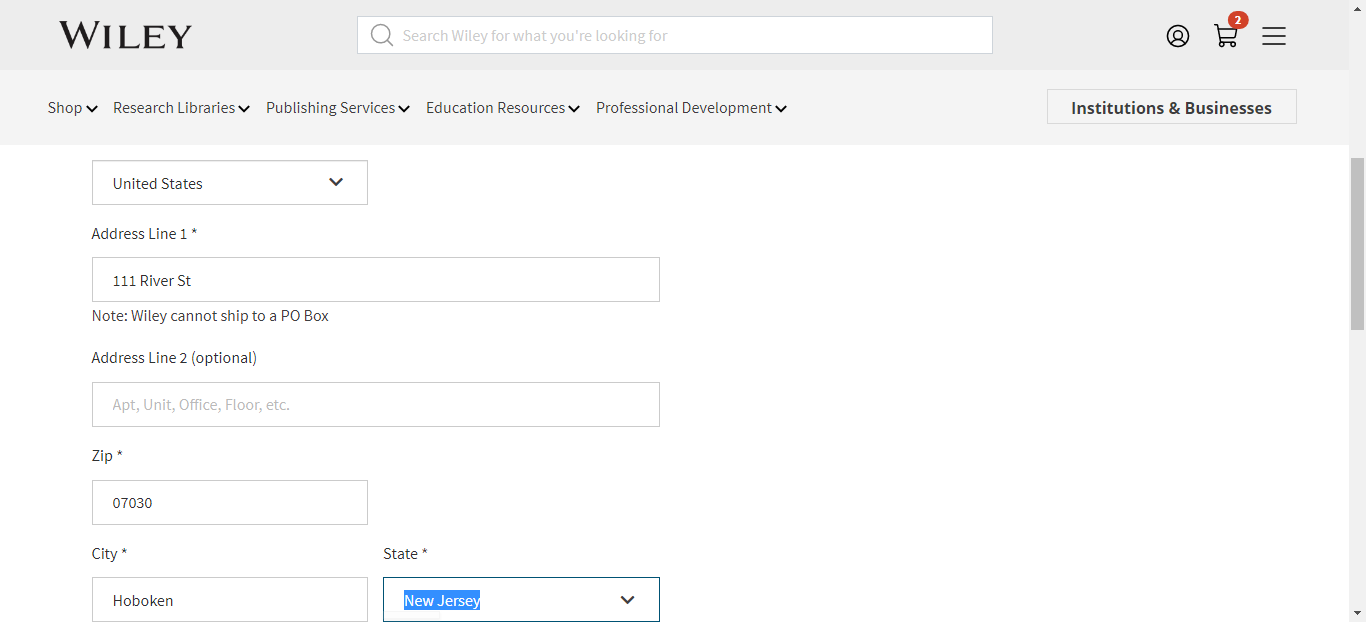 WILEY
Search Wiley for what you're looking for
2
Shop Research Libraries Publishing Services Education Resources Professional Development
Institutions & Businesses
United States
Address Line 1 *
111 River St
Note: Wiley cannot ship to a PO Box
Address Line 2 (optional)
Apt, Unit, Office, Floor, etc.
Zip *
07030
City * State *
Hoboken New Jersey